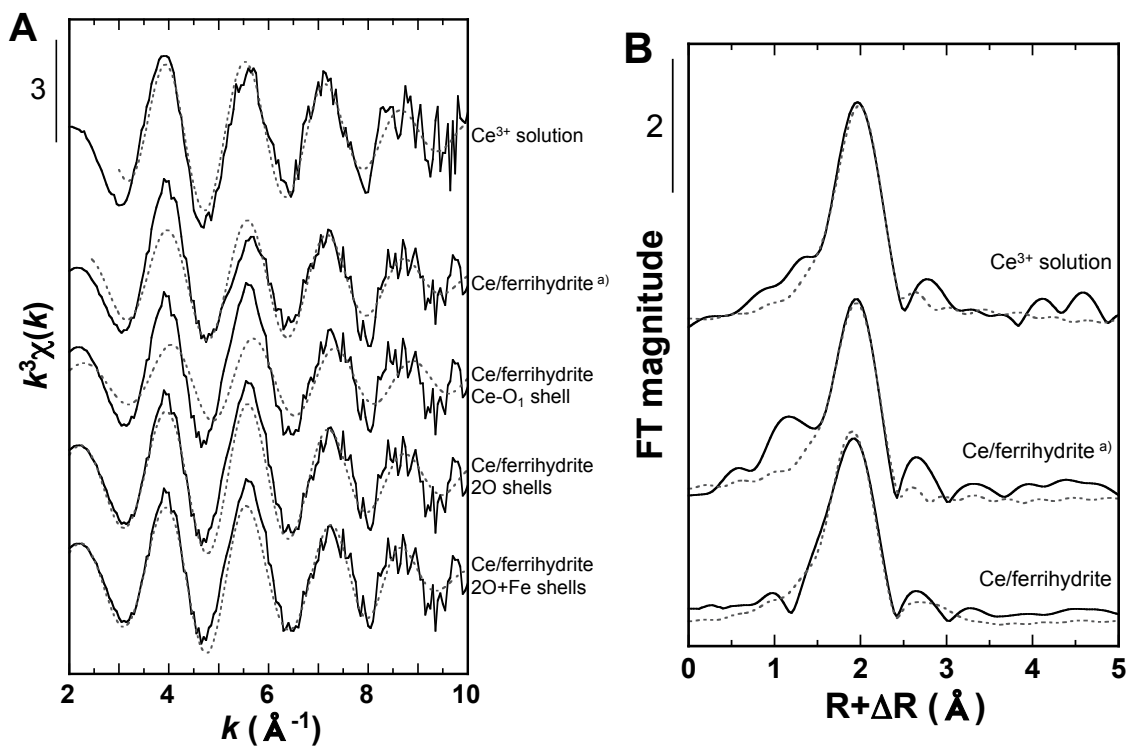 A
3
k³χ(k)
Ce³⁺ solution
Ce/ferrihydrite ᵃ⁾
Ce/ferrihydrite
Ce-O₁ shell
Ce/ferrihydrite
2O shells
Ce/ferrihydrite
2O+Fe shells
2 4 6 8 10
k (Å⁻¹)
B
2
FT magnitude
Ce³⁺ solution
Ce/ferrihydrite ᵃ⁾
Ce/ferrihydrite
0 1 2 3 4 5
R+ΔR (Å)